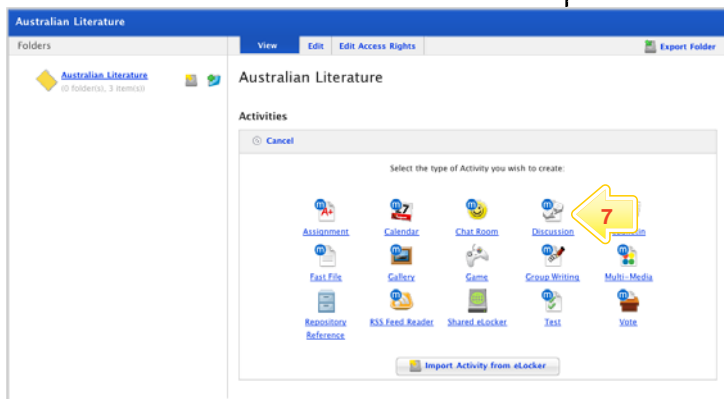 Australian Literature
Folders
View Edit Edit Access Rights Export Folder
Australian Literature
(0 folder(s), 3 item(s))
Australian Literature
Activities
Cancel
Select the type of Activity you wish to create:
7
Assignment Calendar Chat Room Discussion
Fast File Gallery Game Group Writing Multi-Media
Repository Reference RSS Feed Reader Shared eLocker Test Vote
Import Activity from eLocker